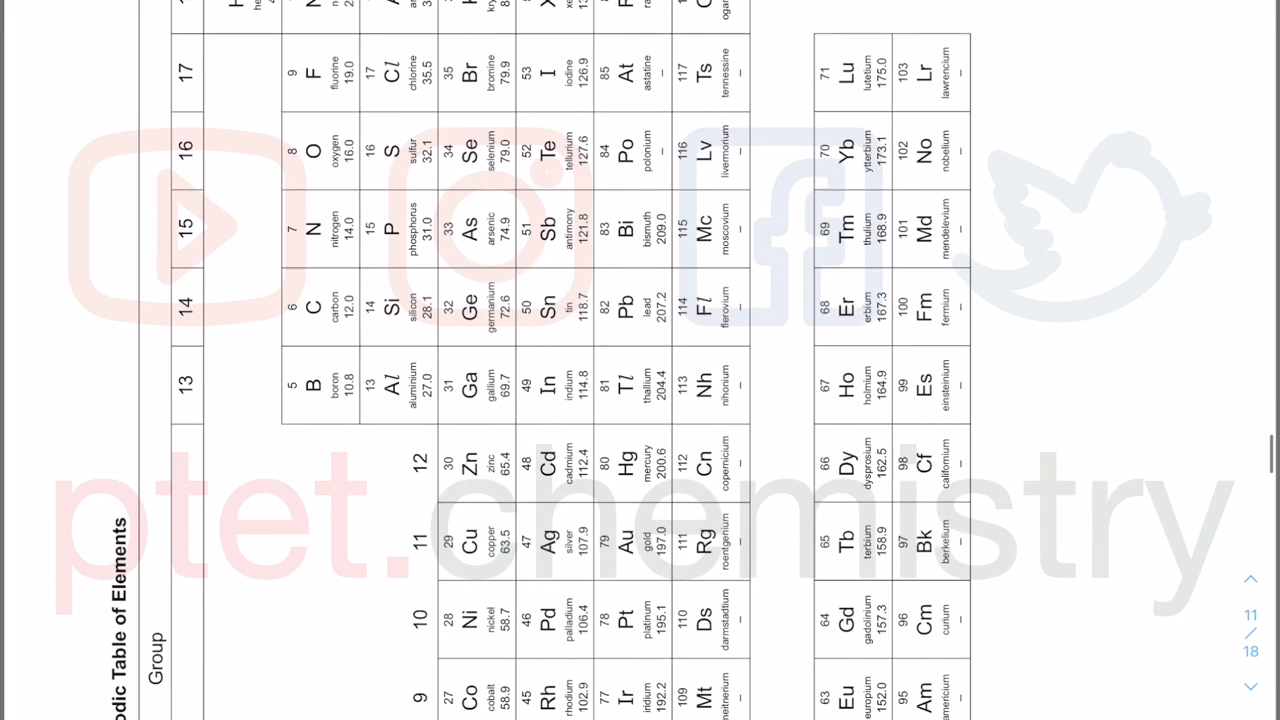 odic Table of Elements
Group
13
14
15
16
17
5
B
boron
10.8
6
C
carbon
12.0
7
N
nitrogen
14.0
8
O
oxygen
16.0
9
F
fluorine
19.0
13
Al
aluminium
27.0
14
Si
silicon
28.1
15
P
phosphorus
31.0
16
S
sulfur
32.1
17
Cl
chlorine
35.5
9
10
11
12
27
Co
cobalt
58.9
28
Ni
nickel
58.7
29
Cu
copper
63.5
30
Zn
zinc
65.4
31
Ga
gallium
69.7
32
Ge
germanium
72.6
33
As
arsenic
74.9
34
Se
selenium
79.0
35
Br
bromine
79.9
45
Rh
rhodium
102.9
46
Pd
palladium
106.4
47
Ag
silver
107.9
48
Cd
cadmium
112.4
49
In
indium
114.8
50
Sn
tin
118.7
51
Sb
antimony
121.8
52
Te
tellurium
127.6
53
I
iodine
126.9
77
Ir
iridium
192.2
78
Pt
platinum
195.1
79
Au
gold
197.0
80
Hg
mercury
200.6
81
Tl
thallium
204.4
82
Pb
lead
207.2
83
Bi
bismuth
209.0
84
Po
polonium
–
85
At
astatine
–
109
Mt
meitnerium
–
110
Ds
darmstadtium
–
111
Rg
roentgenium
–
112
Cn
copernicium
–
113
Nh
nihonium
–
114
Fl
flerovium
–
115
Mc
moscovium
–
116
Lv
livermorium
–
117
Ts
tennessine
–
63
Eu
europium
152.0
64
Gd
gadolinium
157.3
65
Tb
terbium
158.9
66
Dy
dysprosium
162.5
67
Ho
holmium
164.9
68
Er
erbium
167.3
69
Tm
thulium
168.9
70
Yb
ytterbium
173.1
71
Lu
lutetium
175.0
95
Am
americium
–
96
Cm
curium
–
97
Bk
berkelium
–
98
Cf
californium
–
99
Es
einsteinium
–
100
Fm
fermium
–
101
Md
mendelevium
–
102
No
nobelium
–
103
Lr
lawrencium
–
ptet.chemistry
11 / 18